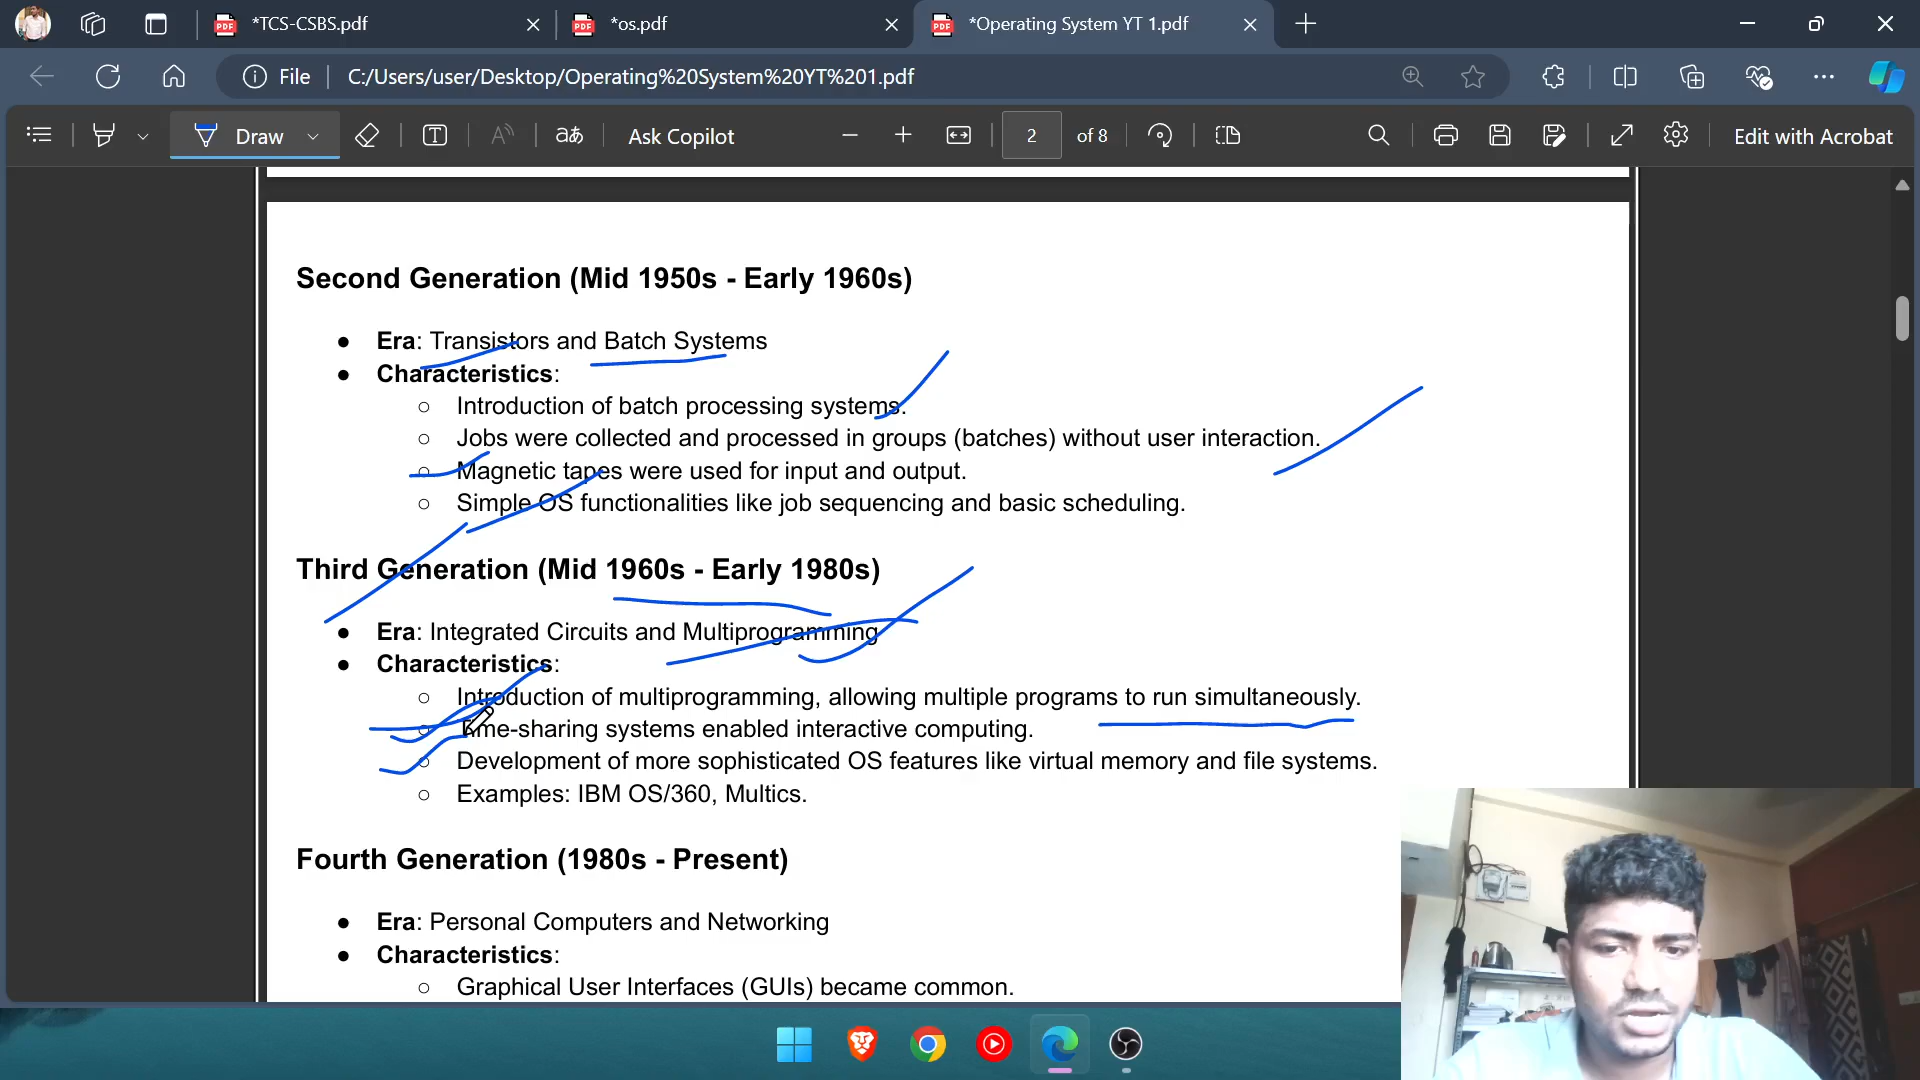 *TCS-CSBS.pdf
*os.pdf
*Operating System YT 1.pdf
File
C:/Users/user/Desktop/Operating%20System%20YT%201.pdf
Draw
Ask Copilot
2 of 8
Edit with Acrobat
Second Generation (Mid 1950s - Early 1960s)
● Era: Transistors and Batch Systems
● Characteristics:
○ Introduction of batch processing systems.
○ Jobs were collected and processed in groups (batches) without user interaction.
○ Magnetic tapes were used for input and output.
○ Simple OS functionalities like job sequencing and basic scheduling.
Third Generation (Mid 1960s - Early 1980s)
● Era: Integrated Circuits and Multiprogramming
● Characteristics:
○ Introduction of multiprogramming, allowing multiple programs to run simultaneously.
○ Time-sharing systems enabled interactive computing.
○ Development of more sophisticated OS features like virtual memory and file systems.
○ Examples: IBM OS/360, Multics.
Fourth Generation (1980s - Present)
● Era: Personal Computers and Networking
● Characteristics:
○ Graphical User Interfaces (GUIs) became common.